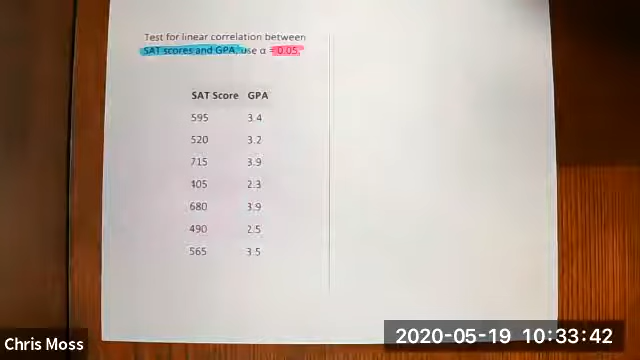 Test for linear correlation between
SAT scores and GPA, use α = 0.05.
SAT Score GPA
595 3.4
520 3.2
715 3.9
405 2.3
680 3.9
490 2.5
565 3.5
Chris Moss
2020-05-19 10:33:42